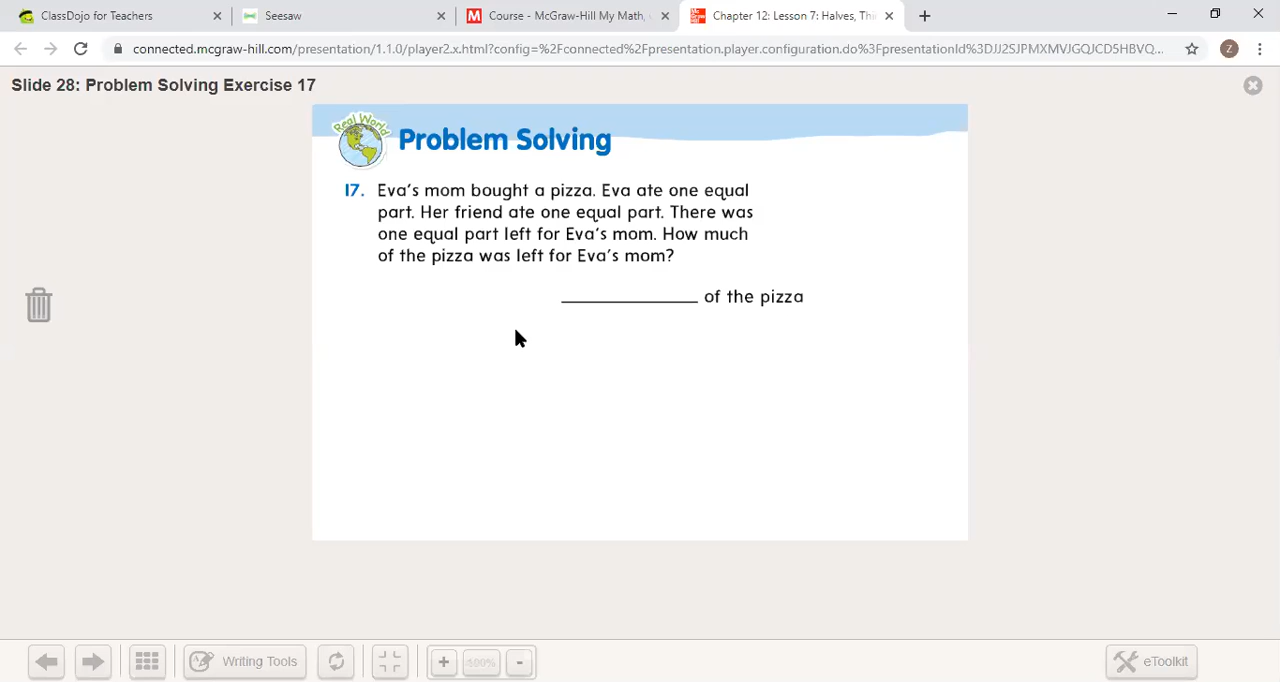 ClassDojo for Teachers
Seesaw
Course - McGraw-Hill My Math,
Chapter 12: Lesson 7: Halves, Thi
connected.mcgraw-hill.com/presentation/1.1.0/player2.x.html?config=%2Fconnected%2Fpresentation.player.configuration.do%3FpresentationId%3DJJ2SJPMXMVJGQJCD5HBVQ...
Z
Slide 28: Problem Solving Exercise 17
Real World
Problem Solving
17. Eva's mom bought a pizza. Eva ate one equal
part. Her friend ate one equal part. There was
one equal part left for Eva's mom. How much
of the pizza was left for Eva's mom?
__________ of the pizza
Writing Tools
100%
eToolkit